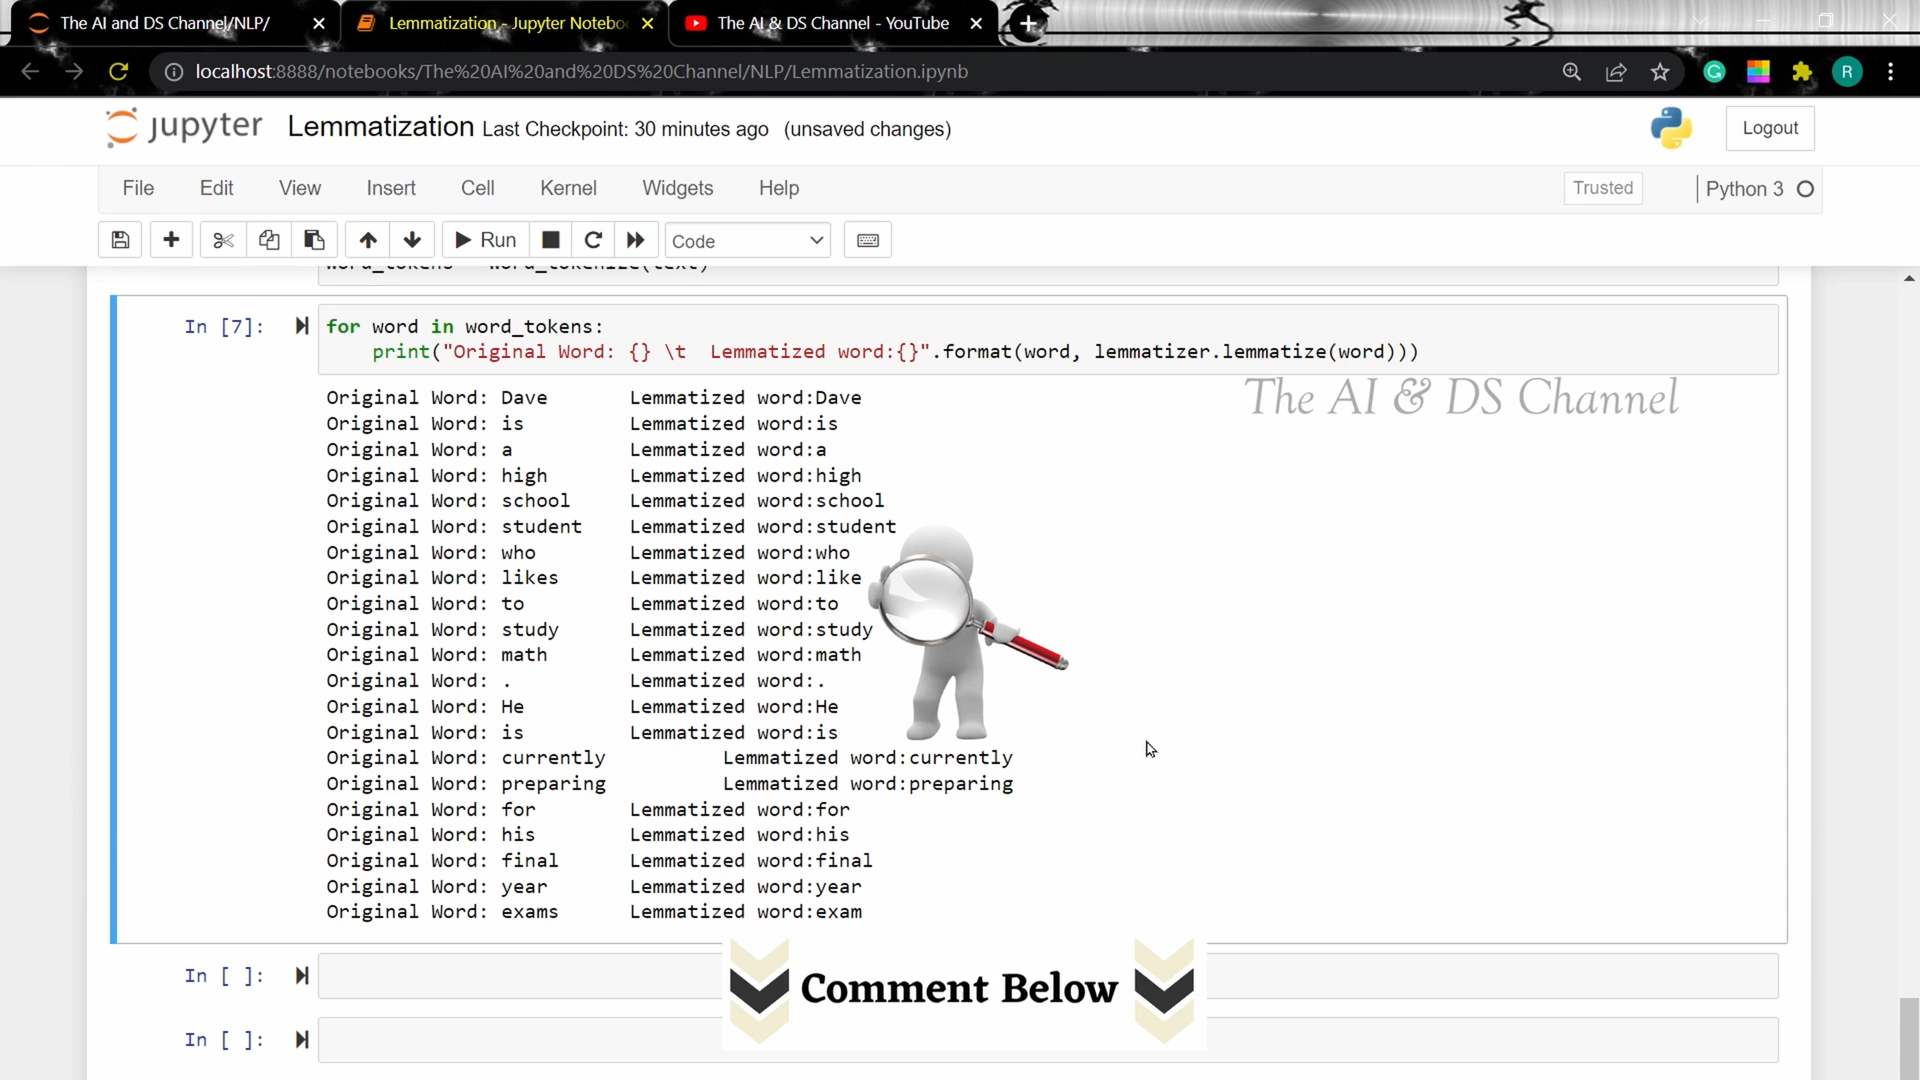 The AI and DS Channel/NLP/
Lemmatization - Jupyter Notebo
The AI & DS Channel - YouTube
localhost:8888/notebooks/The%20AI%20and%20DS%20Channel/NLP/Lemmatization.ipynb
R
jupyter Lemmatization Last Checkpoint: 30 minutes ago (unsaved changes)
Logout
File Edit View Insert Cell Kernel Widgets Help
Trusted
Python 3
Run
Code
word_tokens = word_tokenize(text)
In [7]:
for word in word_tokens:
    print("Original Word: {} \t  Lemmatized word:{}".format(word, lemmatizer.lemmatize(word)))
The AI & DS Channel
Original Word: Dave Lemmatized word:Dave
Original Word: is Lemmatized word:is
Original Word: a Lemmatized word:a
Original Word: high Lemmatized word:high
Original Word: school Lemmatized word:school
Original Word: student Lemmatized word:student
Original Word: who Lemmatized word:who
Original Word: likes Lemmatized word:like
Original Word: to Lemmatized word:to
Original Word: study Lemmatized word:study
Original Word: math Lemmatized word:math
Original Word: . Lemmatized word:.
Original Word: He Lemmatized word:He
Original Word: is Lemmatized word:is
Original Word: currently Lemmatized word:currently
Original Word: preparing Lemmatized word:preparing
Original Word: for Lemmatized word:for
Original Word: his Lemmatized word:his
Original Word: final Lemmatized word:final
Original Word: year Lemmatized word:year
Original Word: exams Lemmatized word:exam
In [ ]:
Comment Below
In [ ]: